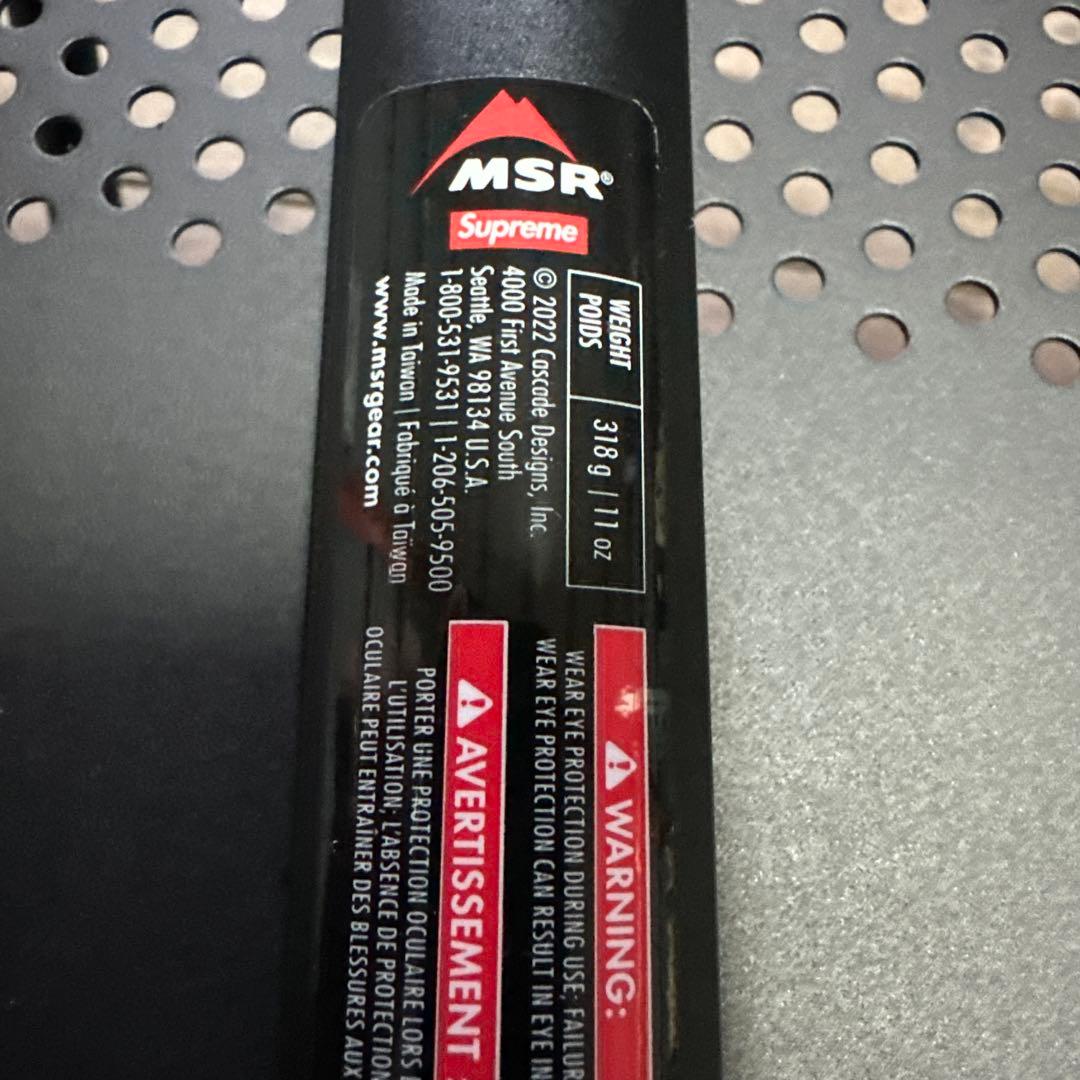 MSR®
Supreme
WEIGHT
POIDS
318 g | 11 oz
© 2022 Cascade Designs, Inc.
4000 First Avenue South
Seattle, WA 98134 U.S.A.
1-800-531-9531 | 1-206-505-9500
Made in Taiwan | Fabriqué à Taïwan
www.msrgear.com
WARNING:
WEAR EYE PROTECTION DURING USE; FAILUR
WEAR EYE PROTECTION CAN RESULT IN EYE IN
AVERTISSEMENT
PORTER UNE PROTECTION OCULAIRE LORS
L'UTILISATION; L'ABSENCE DE PROTECTION
OCULAIRE PEUT ENTRAÎNER DES BLESSURES AUX